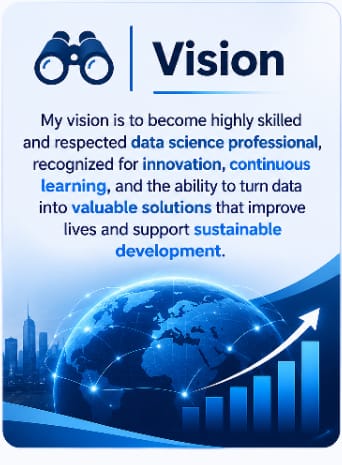 Vision
My vision is to become highly skilled
and respected data science professional,
recognized for innovation, continuous
learning, and the ability to turn data
into valuable solutions that improve
lives and support sustainable
development.